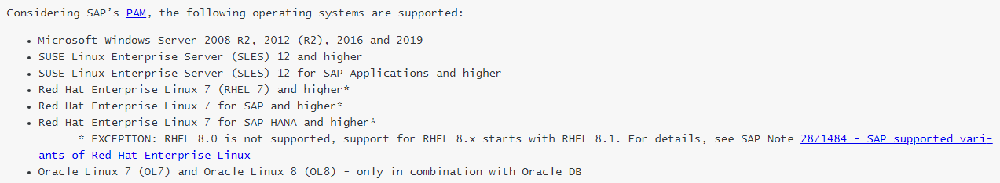 Considering SAP's PAM, the following operating systems are supported:
• Microsoft Windows Server 2008 R2, 2012 (R2), 2016 and 2019
• SUSE Linux Enterprise Server (SLES) 12 and higher
• SUSE Linux Enterprise Server (SLES) 12 for SAP Applications and higher
• Red Hat Enterprise Linux 7 (RHEL 7) and higher*
• Red Hat Enterprise Linux 7 for SAP and higher*
• Red Hat Enterprise Linux 7 for SAP HANA and higher*
* EXCEPTION: RHEL 8.0 is not supported, support for RHEL 8.x starts with RHEL 8.1. For details, see SAP Note 2871484 - SAP supported vari-
ants of Red Hat Enterprise Linux
• Oracle Linux 7 (OL7) and Oracle Linux 8 (OL8) - only in combination with Oracle DB